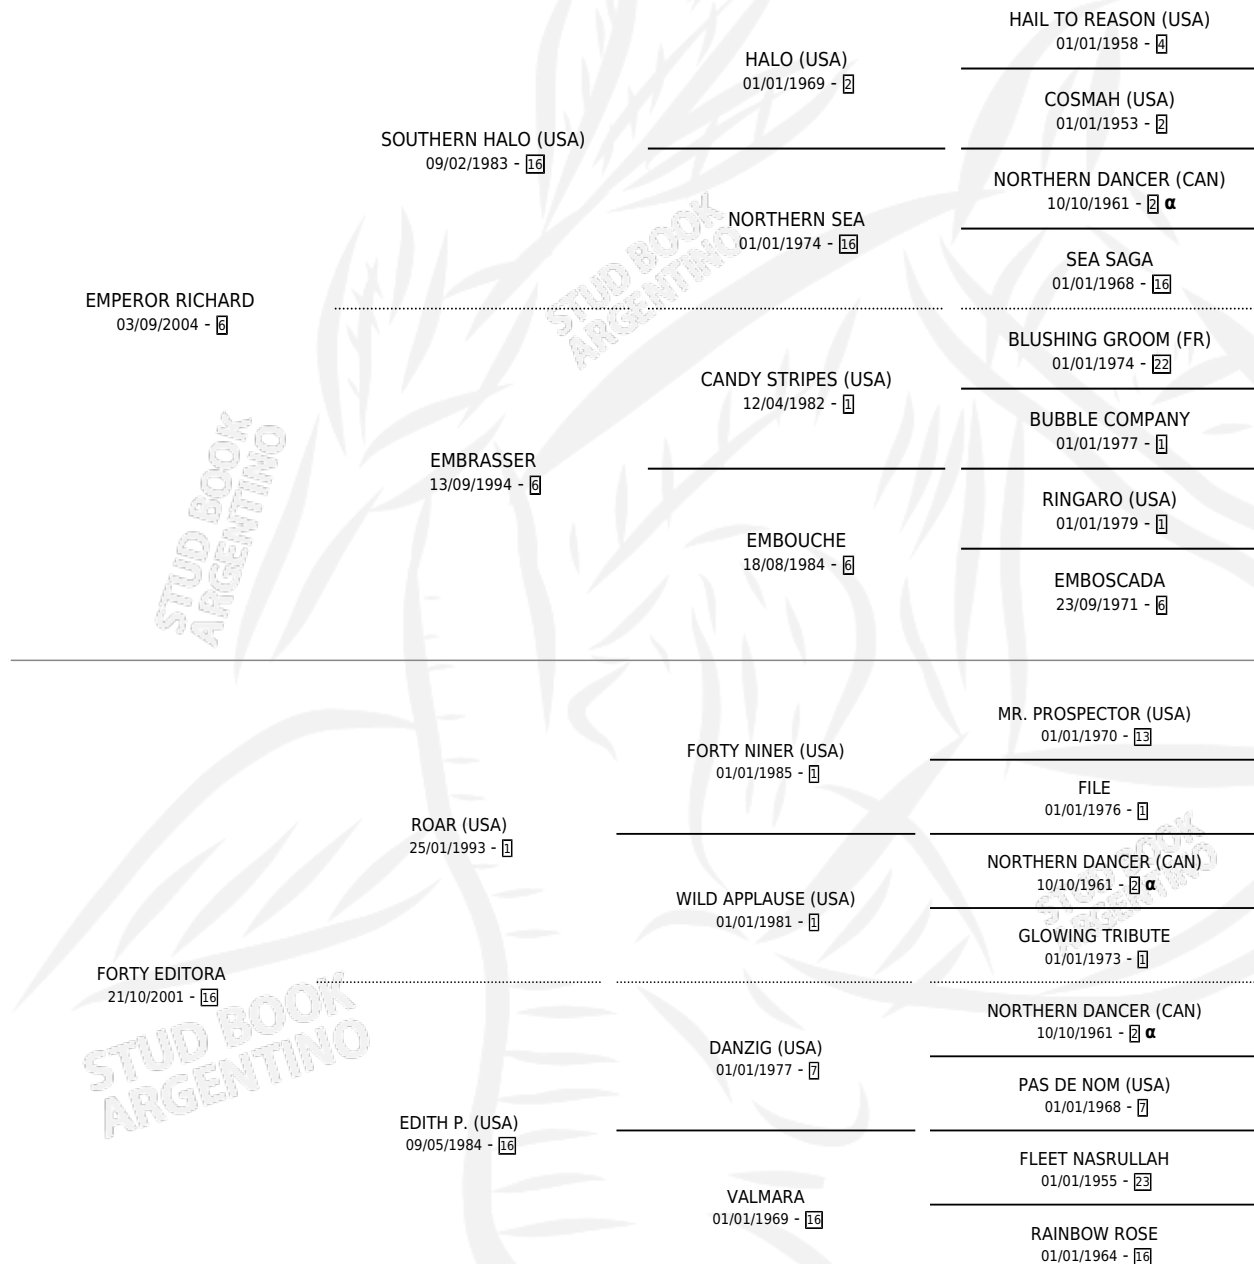 HAIL TO REASON (USA)
01/01/1958 - 4
HALO (USA)
01/01/1969 - 2
COSMAH (USA)
01/01/1953 - 2
SOUTHERN HALO (USA)
09/02/1983 - 16
NORTHERN DANCER (CAN)
10/10/1961 - 2 α
NORTHERN SEA
01/01/1974 - 16
STUD BOOK
ARGENTINO
SEA SAGA
01/01/1968 - 16
EMPEROR RICHARD
03/09/2004 - 6
BLUSHING GROOM (FR)
01/01/1974 - 22
CANDY STRIPES (USA)
12/04/1982 - 1
BUBBLE COMPANY
01/01/1977 - 1
EMBRASSER
13/09/1994 - 6
STUD BOOK
ARGENTINO
RINGARO (USA)
01/01/1979 - 1
EMBOUCHE
18/08/1984 - 6
EMBOSCADA
23/09/1971 - 6
MR. PROSPECTOR (USA)
01/01/1970 - 13
FORTY NINER (USA)
01/01/1985 - 1
FILE
01/01/1976 - 1
ROAR (USA)
25/01/1993 - 1
NORTHERN DANCER (CAN)
10/10/1961 - 2 α
STUD BOOK
ARGENTINO
WILD APPLAUSE (USA)
01/01/1981 - 1
GLOWING TRIBUTE
01/01/1973 - 1
FORTY EDITORA
21/10/2001 - 16
STUD BOOK
ARGENTINO
NORTHERN DANCER (CAN)
10/10/1961 - 2 α
DANZIG (USA)
01/01/1977 - 7
PAS DE NOM (USA)
01/01/1968 - 7
EDITH P. (USA)
09/05/1984 - 16
FLEET NASRULLAH
01/01/1955 - 23
VALMARA
01/01/1969 - 16
RAINBOW ROSE
01/01/1964 - 16